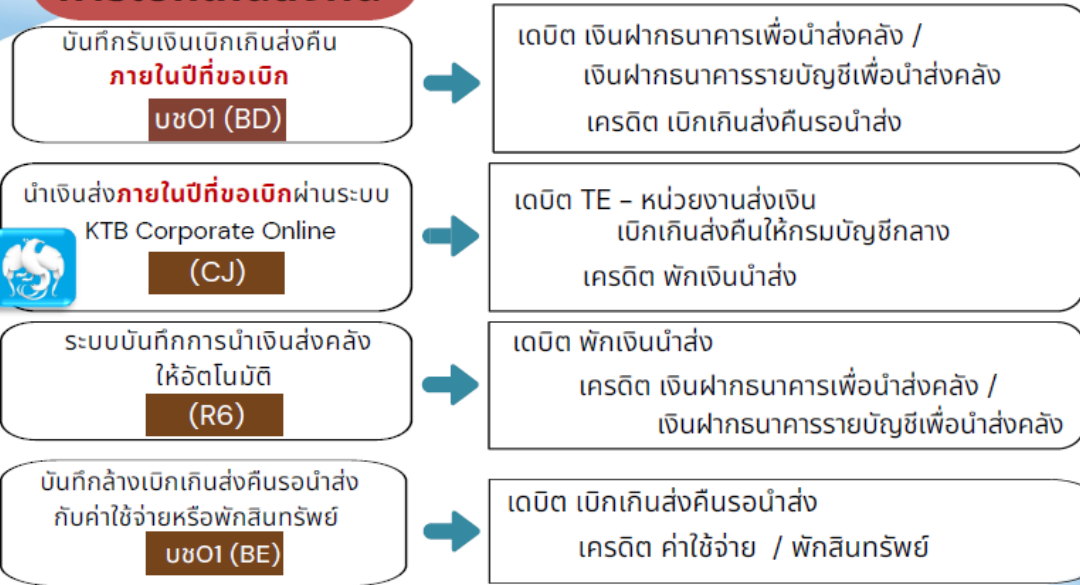 บันทึกรับเงินเบิกเกินส่งคืน
ภายในปีที่ขอเบิก
บช01 (BD)
เดบิต เงินฝากธนาคารเพื่อนำส่งคลัง /
เงินฝากธนาคารรายบัญชีเพื่อนำส่งคลัง
เครดิต เบิกเกินส่งคืนรอนำส่ง
นำเงินส่งภายในปีที่ขอเบิกผ่านระบบ
KTB Corporate Online
(CJ)
เดบิต TE – หน่วยงานส่งเงิน
เบิกเกินส่งคืนให้กรมบัญชีกลาง
เครดิต พักเงินนำส่ง
ระบบบันทึกการนำเงินส่งคลัง
ให้อัตโนมัติ
(R6)
เดบิต พักเงินนำส่ง
เครดิต เงินฝากธนาคารเพื่อนำส่งคลัง /
เงินฝากธนาคารรายบัญชีเพื่อนำส่งคลัง
บันทึกล้างเบิกเกินส่งคืนรอนำส่ง
กับค่าใช้จ่ายหรือพักสินทรัพย์
บช01 (BE)
เดบิต เบิกเกินส่งคืนรอนำส่ง
เครดิต ค่าใช้จ่าย / พักสินทรัพย์